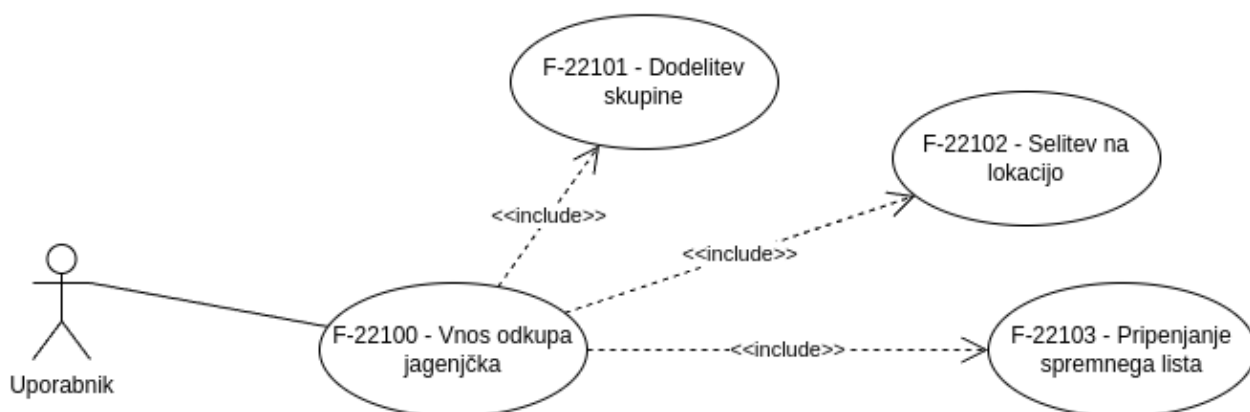 F-22101 - Dodelitev
skupine
F-22102 - Selitev na
lokacijo
<<include>>
<<include>>
F-22100 - Vnos odkupa
jagenjčka
<<include>>
F-22103 - Pripenjanje
spremnega lista
Uporabnik